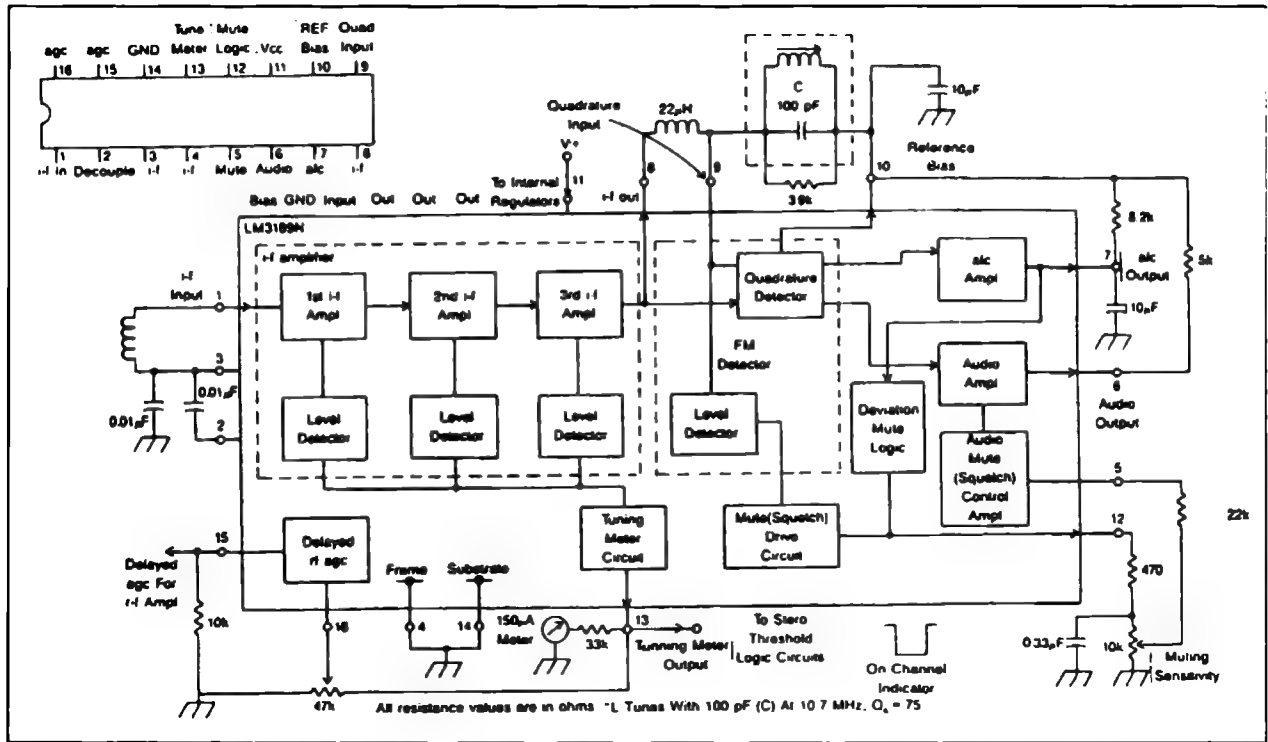 Tune Mute REF Quad
agc agc GND Meter Logic Vcc Bias Input
16 15 14 13 12 11 10 9
1 2 3 4 5 6 7 8
i-f In Decouple i-f i-f Mute Audio alc i-f
Bias GND Input Out Out Out
Quadrature
Input
V+
11
To Internal
Regulators
22µH
8
9
i-f out
C
100 pF
3.9k
10µF
10
Reference
Bias
8.2k
7
alc
Output
5k
10µF
LM3189N
i-f amplifier
i-f
Input
1
1st i-f
Ampl
2nd i-f
Ampl
3rd i-f
Ampl
Quadrature
Detector
alc
Ampl
3
0.01µF
0.01µF
2
FM
Detector
Audio
Ampl
6
Audio
Output
Level
Detector
Level
Detector
Level
Detector
Level
Detector
Deviation
Mute
Logic
Audio
Mute
(Squelch)
Control
Ampl
5
22k
Tuning
Meter
Circuit
Mute(Squelch)
Drive
Circuit
12
15
Delayed
rf agc
Delayed
agc For
r-f Ampl
10k
16
Frame
4
Substrate
14
150µA
Meter
33k
13
Tunning Meter
Output
To Stero
Threshold
Logic Circuits
On Channel
Indicator
470
0.33µF
10k
Muting
Sensitivity
47k
All resistance values are in ohms *L Tunas With 100 pF (C) At 10 7 MHz, Qo = 75